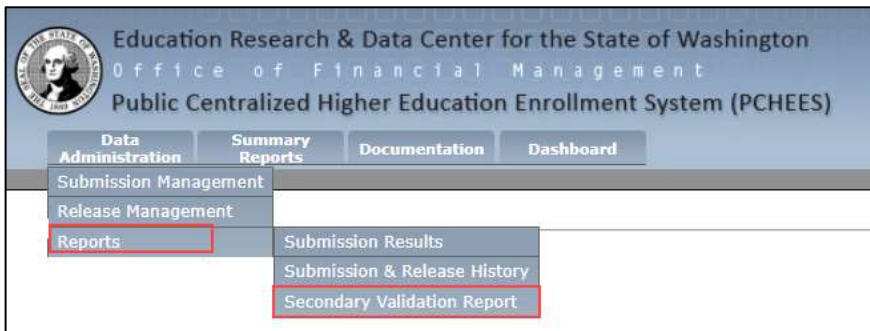 Education Research & Data Center for the State of Washington
Office of Financial Management
Public Centralized Higher Education Enrollment System (PCHEES)
Data Administration
Summary Reports
Documentation
Dashboard
Submission Management
Release Management
Reports
Submission Results
Submission & Release History
Secondary Validation Report